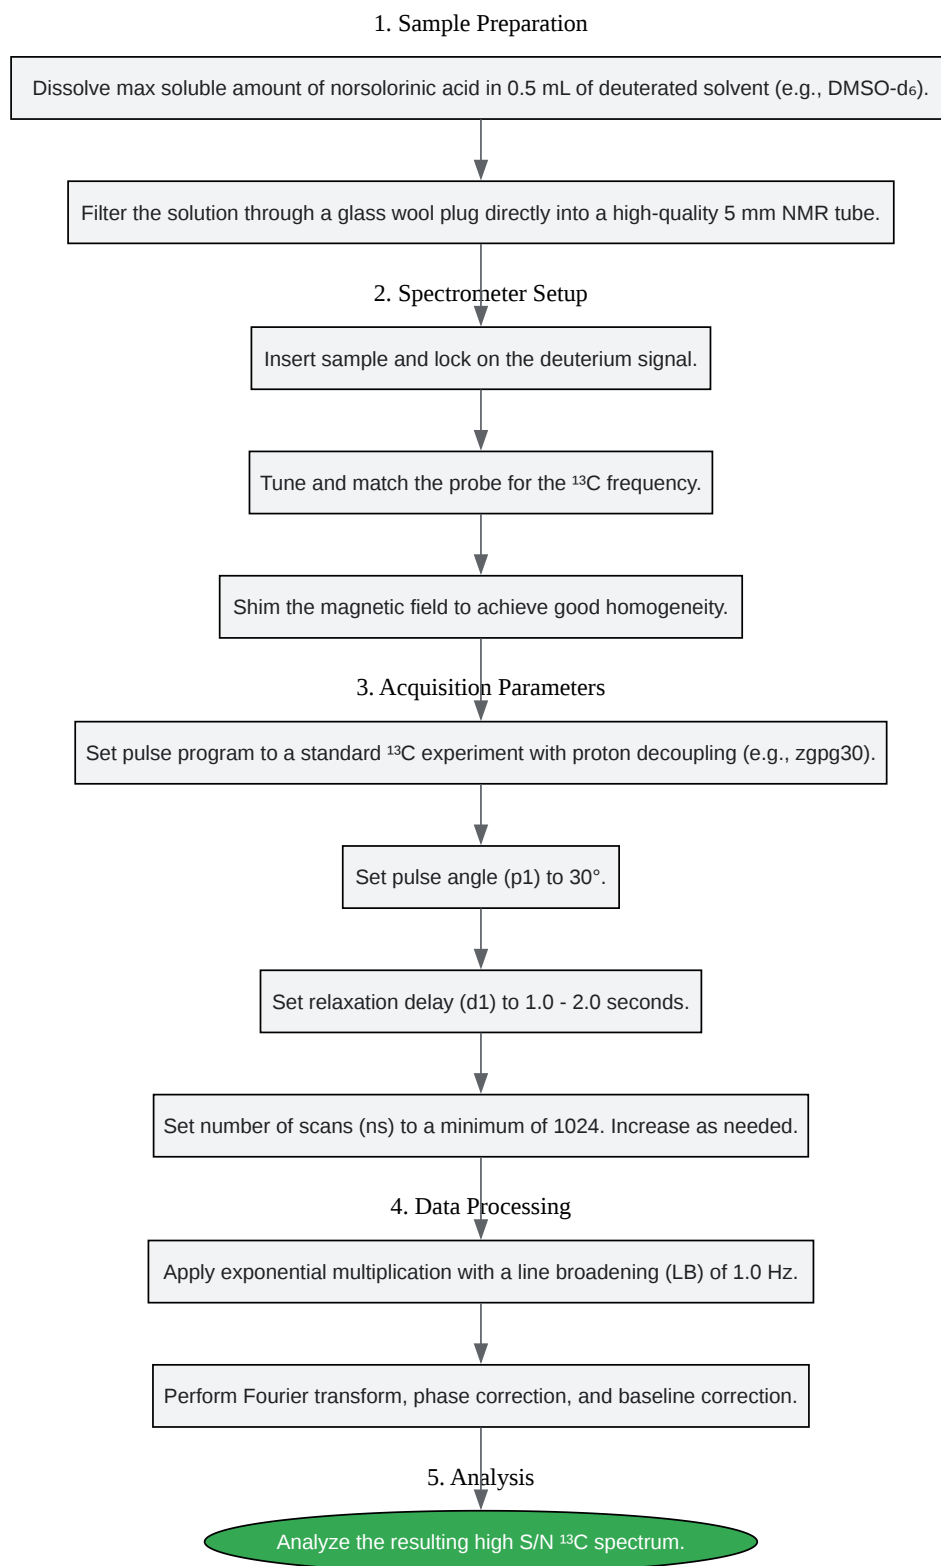 1. Sample Preparation
Dissolve max soluble amount of norsolorinic acid in 0.5 mL of deuterated solvent (e.g., DMSO-d₆).
Filter the solution through a glass wool plug directly into a high-quality 5 mm NMR tube.
2. Spectrometer Setup
Insert sample and lock on the deuterium signal.
Tune and match the probe for the ¹³C frequency.
Shim the magnetic field to achieve good homogeneity.
3. Acquisition Parameters
Set pulse program to a standard ¹³C experiment with proton decoupling (e.g., zgpg30).
Set pulse angle (p1) to 30°.
Set relaxation delay (d1) to 1.0 - 2.0 seconds.
Set number of scans (ns) to a minimum of 1024. Increase as needed.
4. Data Processing
Apply exponential multiplication with a line broadening (LB) of 1.0 Hz.
Perform Fourier transform, phase correction, and baseline correction.
5. Analysis
Analyze the resulting high S/N ¹³C spectrum.